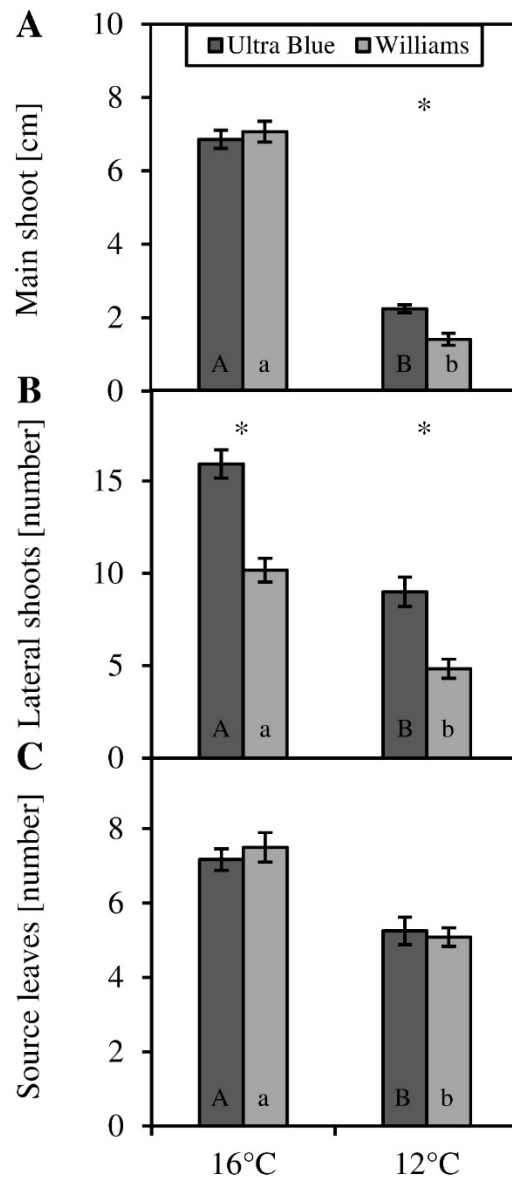 A
Main shoot [cm]
10
8
6
4
2
0
Ultra Blue Williams
*
A a B b
B
Lateral shoots [number]
15
10
5
0
* *
A a B b
C
Source leaves [number]
8
6
4
2
0
A a B b
16°C 12°C